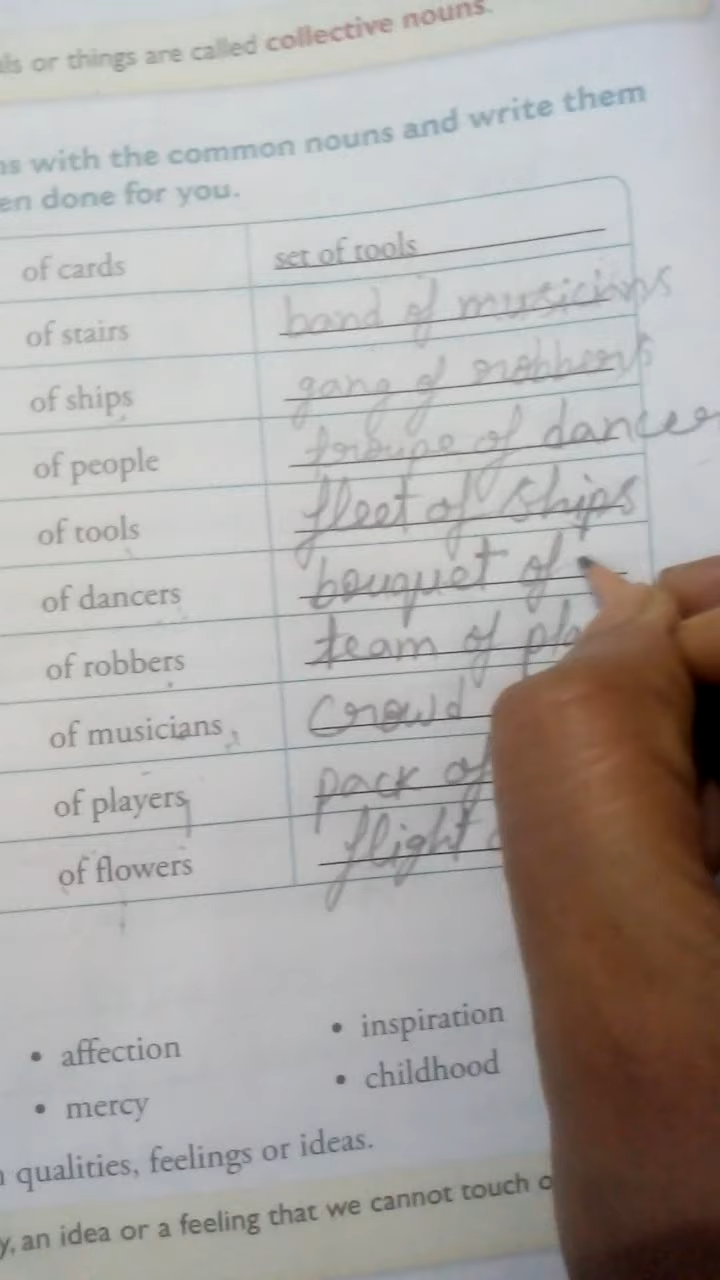 ls or things are called collective nouns.
ns with the common nouns and write them
en done for you.
of cards set of tools
of stairs band of musicians
of ships gang of robbers
of people troupe of dancer
of tools fleet of ships
of dancers bouquet of
of robbers team of pla
of musicians crowd
of players pack of
of flowers flight
• affection • inspiration
• mercy • childhood
qualities, feelings or ideas.
y, an idea or a feeling that we cannot touch o